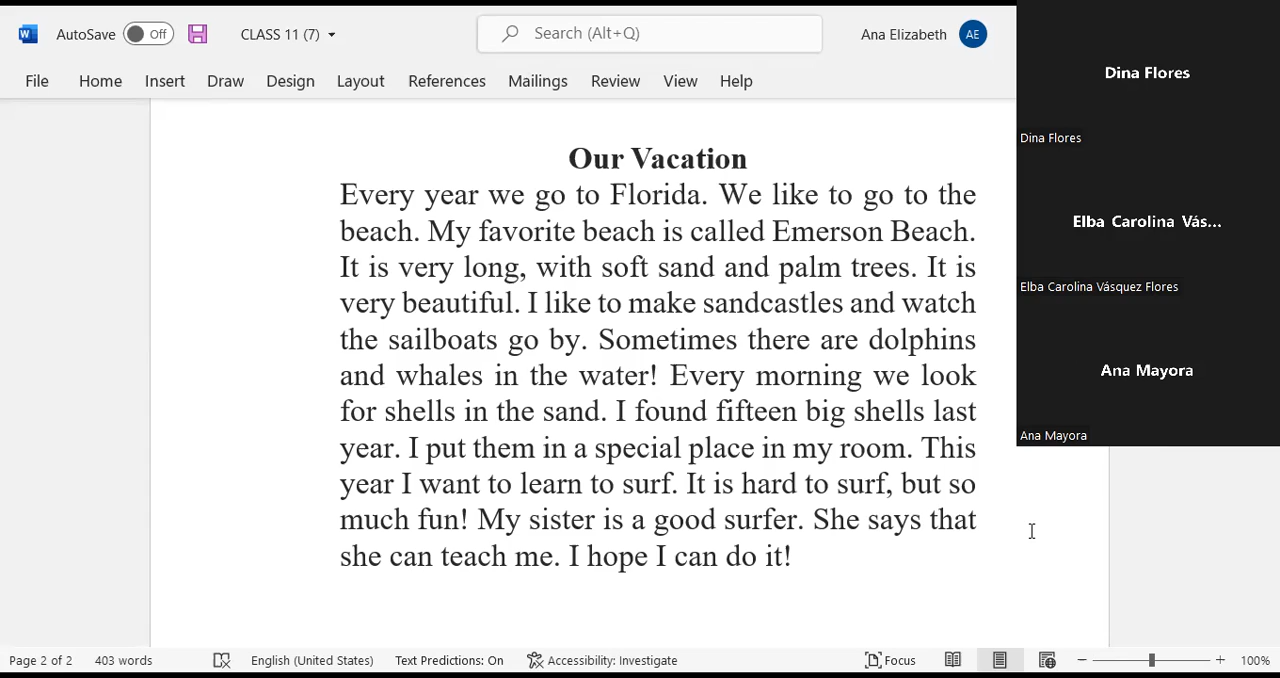 W AutoSave Off CLASS 11 (7) Search (Alt+Q) Ana Elizabeth AE
File Home Insert Draw Design Layout References Mailings Review View Help
Our Vacation
Every year we go to Florida. We like to go to the
beach. My favorite beach is called Emerson Beach.
It is very long, with soft sand and palm trees. It is
very beautiful. I like to make sandcastles and watch
the sailboats go by. Sometimes there are dolphins
and whales in the water! Every morning we look
for shells in the sand. I found fifteen big shells last
year. I put them in a special place in my room. This
year I want to learn to surf. It is hard to surf, but so
much fun! My sister is a good surfer. She says that
she can teach me. I hope I can do it!
Dina Flores
Dina Flores
Elba Carolina Vás...
Elba Carolina Vásquez Flores
Ana Mayora
Ana Mayora
Page 2 of 2 403 words English (United States) Text Predictions: On Accessibility: Investigate Focus 100%